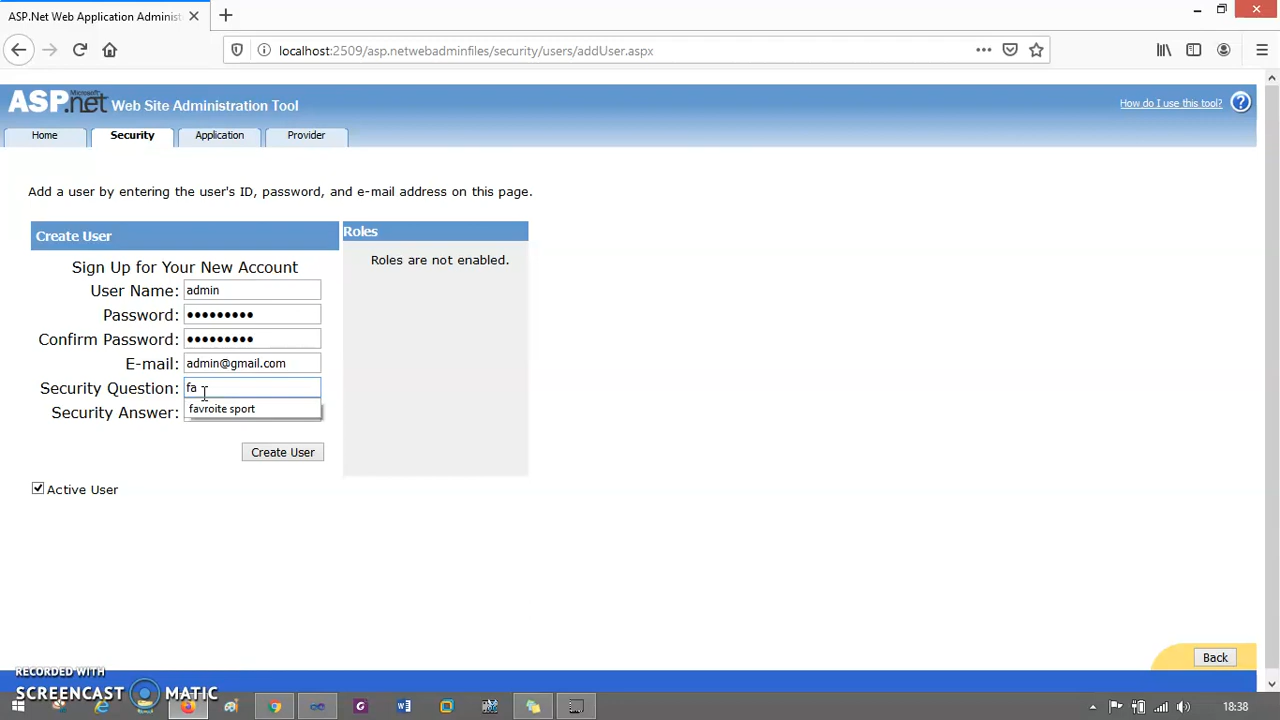 ASP.Net Web Application Administ
localhost:2509/asp.netwebadminfiles/security/users/addUser.aspx
Microsoft
ASP.net Web Site Administration Tool
How do I use this tool?
Home Security Application Provider
Add a user by entering the user's ID, password, and e-mail address on this page.
Create User
Roles
Sign Up for Your New Account
Roles are not enabled.
User Name: admin
Password: •••••••••
Confirm Password: •••••••••
E-mail: admin@gmail.com
Security Question: fa
favroite sport
Security Answer:
Create User
Active User
Back
RECORDED WITH
SCREENCAST MATIC
18:38